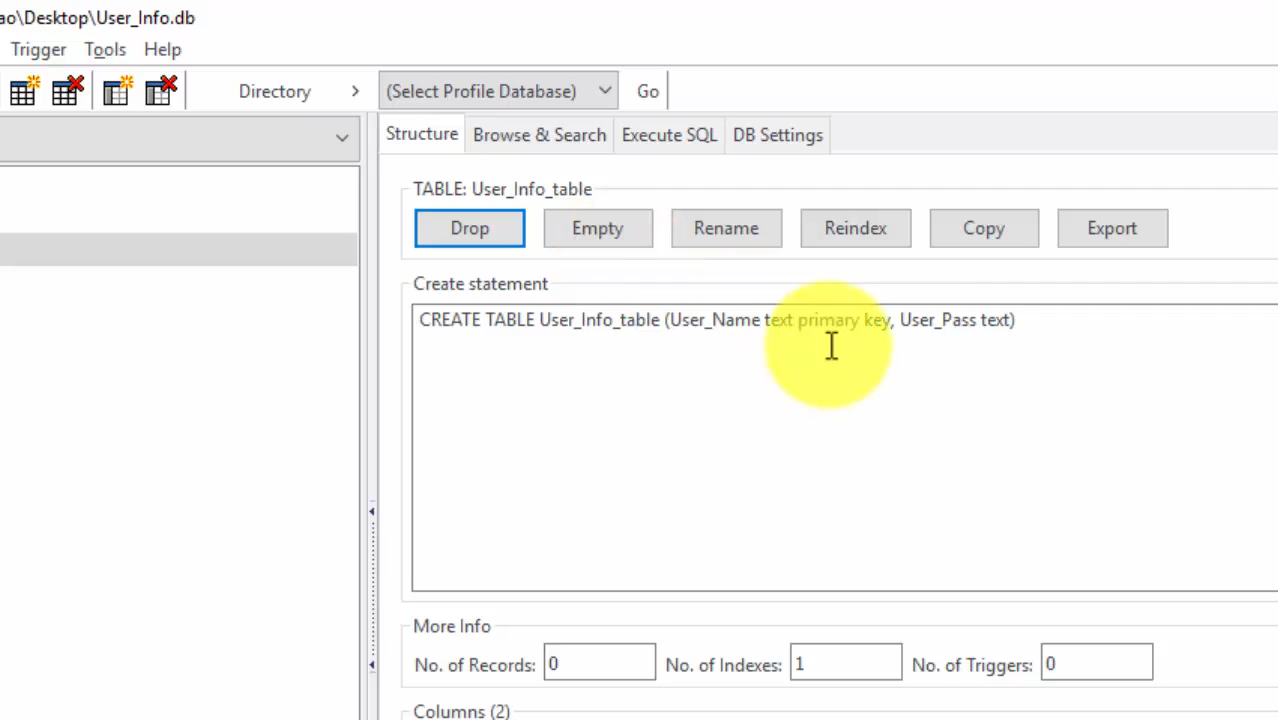 ao\Desktop\User_Info.db
Trigger Tools Help
Directory (Select Profile Database) Go
Structure Browse & Search Execute SQL DB Settings
TABLE: User_Info_table
Drop Empty Rename Reindex Copy Export
Create statement
CREATE TABLE User_Info_table (User_Name text primary key, User_Pass text)
More Info
No. of Records: 0 No. of Indexes: 1 No. of Triggers: 0
Columns (2)